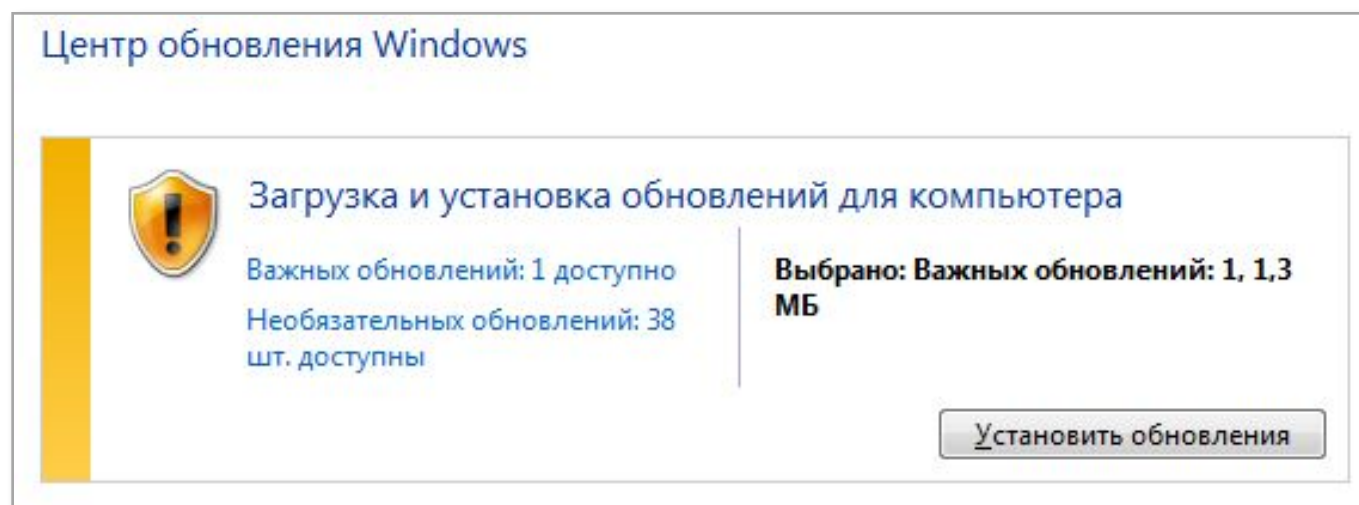 Центр обновления Windows
Загрузка и установка обновлений для компьютера
Важных обновлений: 1 доступно
Необязательных обновлений: 38
шт. доступны
Выбрано: Важных обновлений: 1, 1,3
МБ
Установить обновления